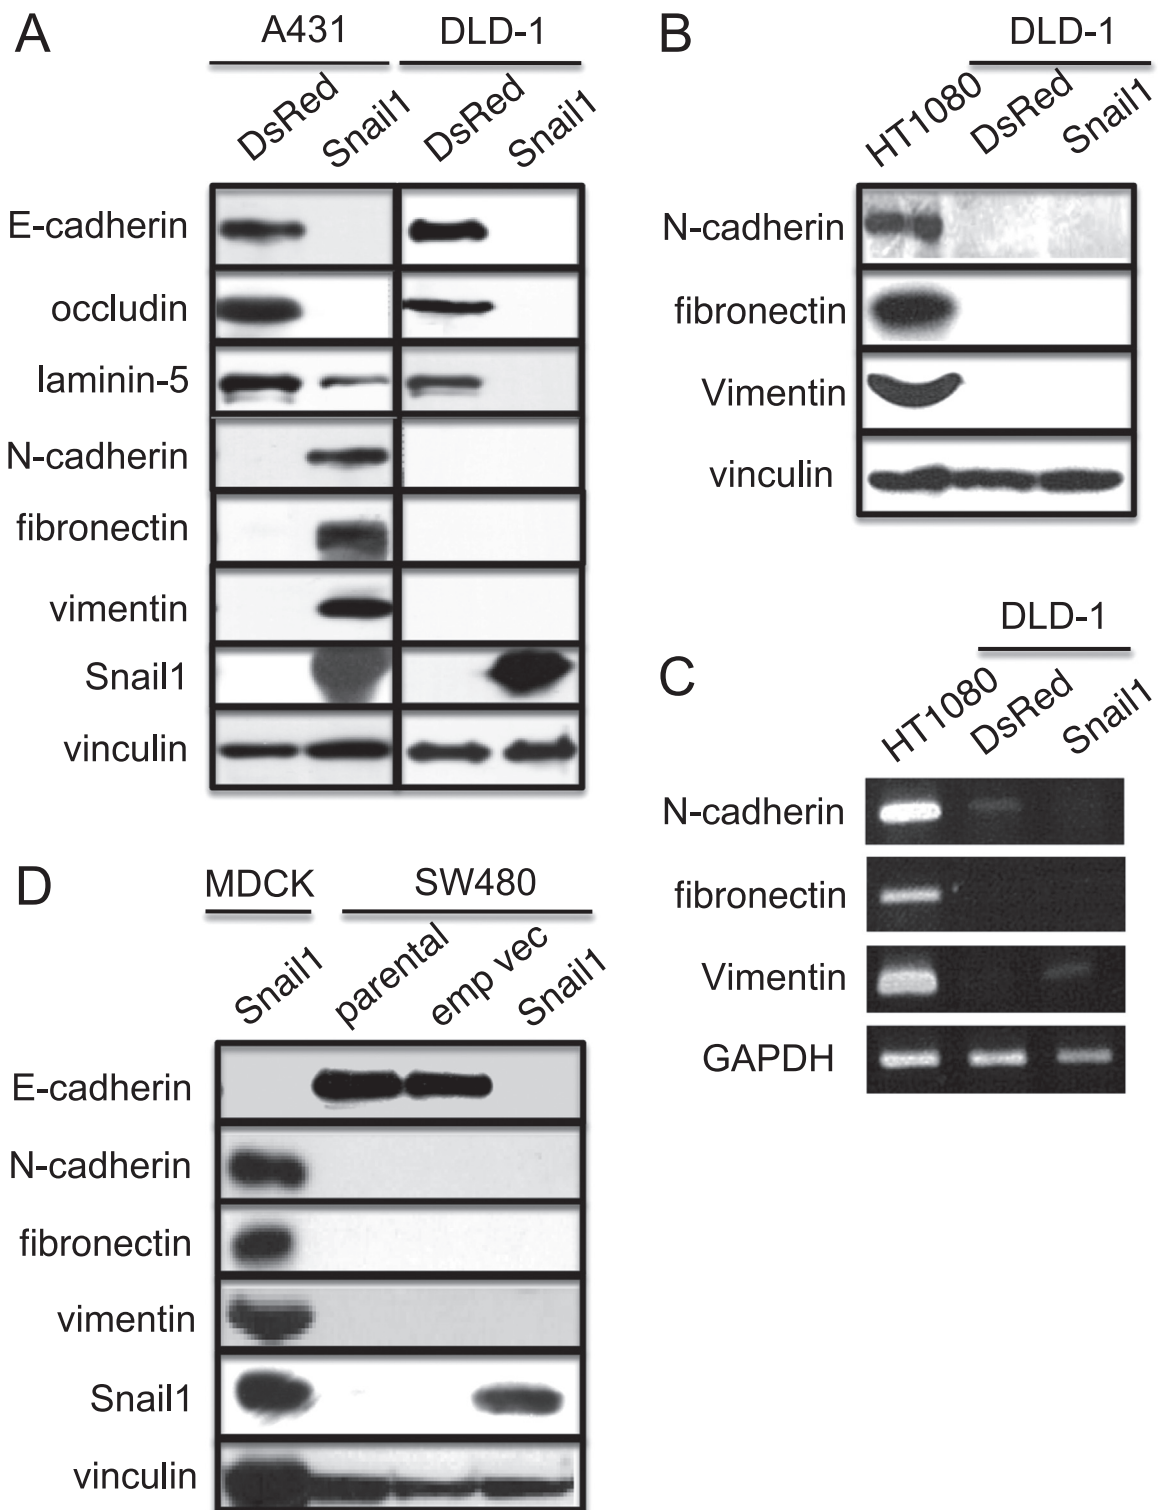 A
A431
DLD-1
DsRed
Snail1
DsRed
Snail1
E-cadherin
occludin
laminin-5
N-cadherin
fibronectin
vimentin
Snail1
vinculin
B
DLD-1
HT1080
DsRed
Snail1
N-cadherin
fibronectin
Vimentin
vinculin
C
DLD-1
HT1080
DsRed
Snail1
N-cadherin
fibronectin
Vimentin
GAPDH
D
MDCK
SW480
Snail1
parental
emp vec
Snail1
E-cadherin
N-cadherin
fibronectin
vimentin
Snail1
vinculin